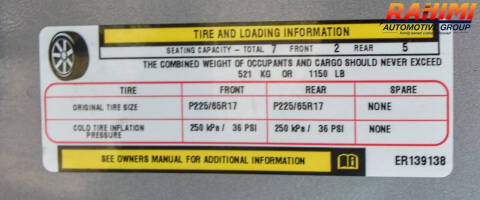 RAHIMI
AUTOMOTIVE GROUP
TIRE AND LOADING INFORMATION
SEATING CAPACITY - TOTAL 7 FRONT 2 REAR 5
THE COMBINED WEIGHT OF OCCUPANTS AND CARGO SHOULD NEVER EXCEED
521 KG OR 1150 LB
TIRE FRONT REAR SPARE
ORIGINAL TIRE SIZE P225/65R17 P225/65R17 NONE
COLD TIRE INFLATION PRESSURE 250 kPa / 36 PSI 250 kPa / 36 PSI NONE
SEE OWNERS MANUAL FOR ADDITIONAL INFORMATION ER139138